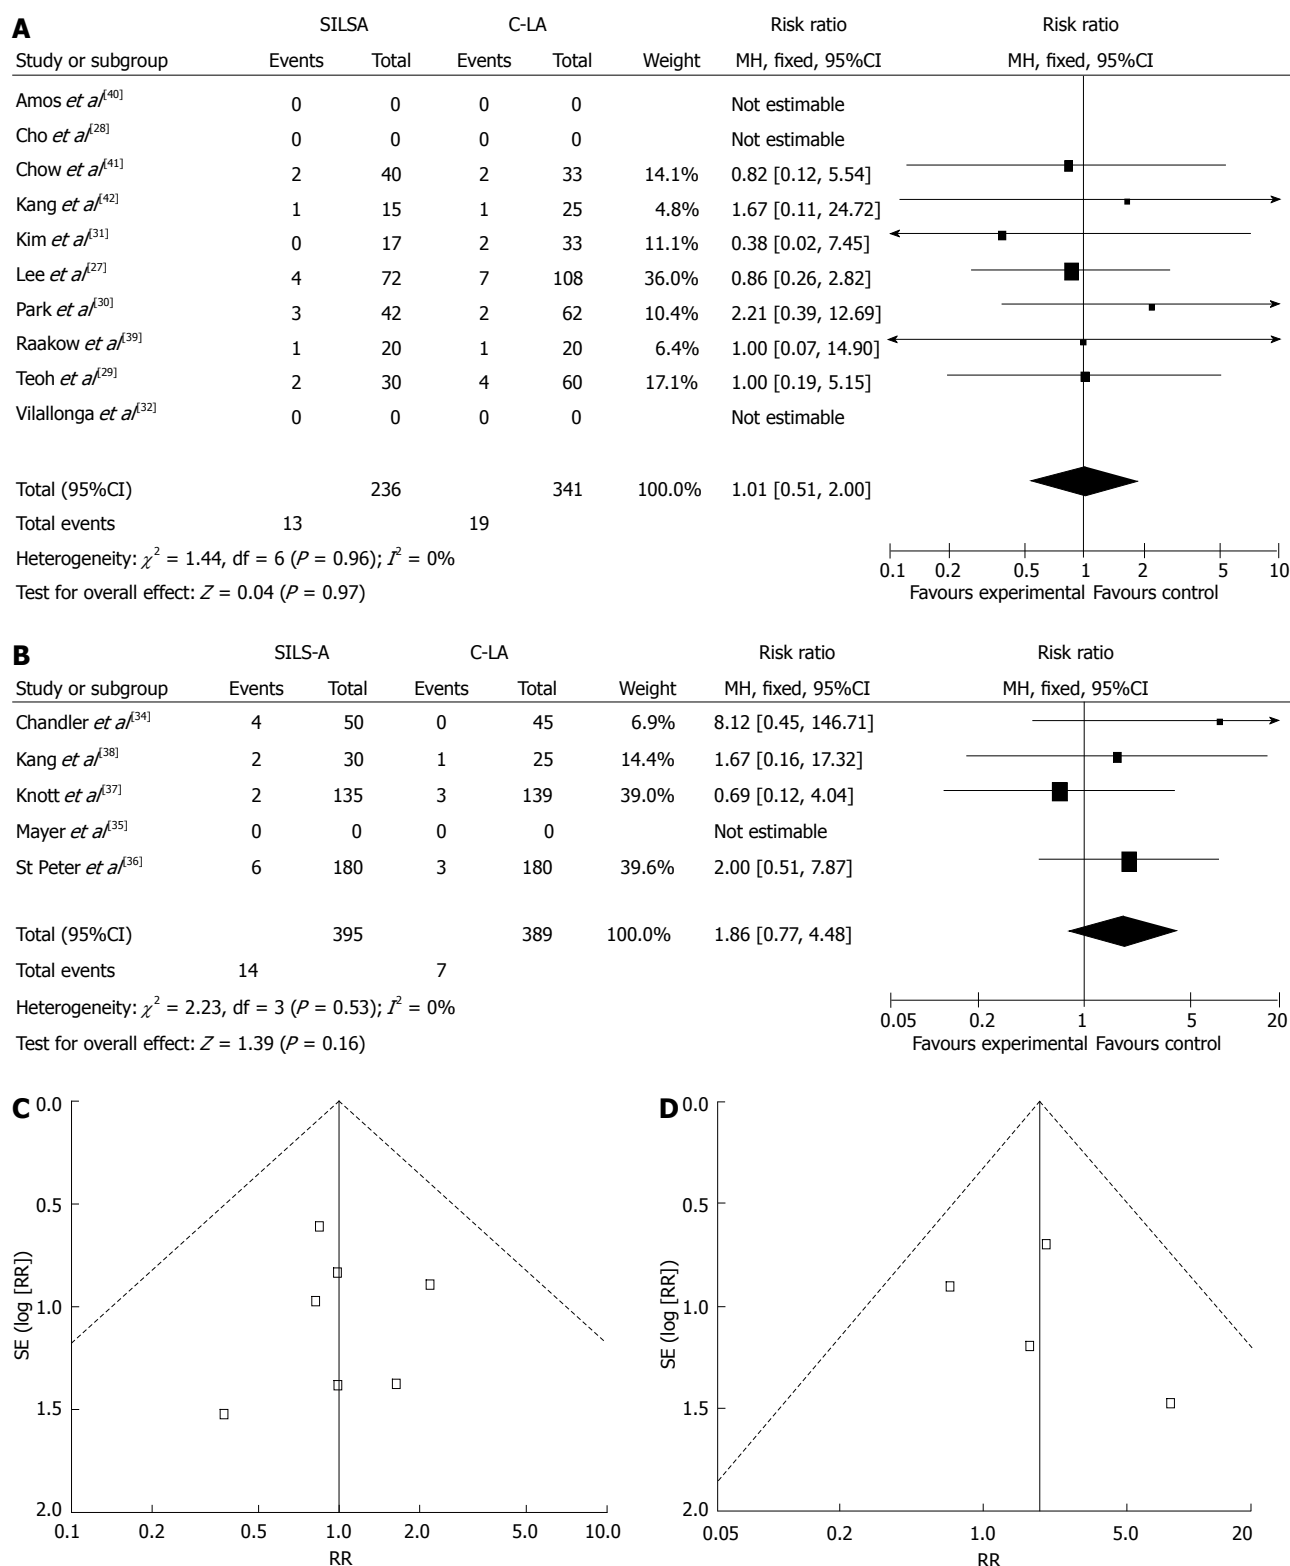 A SILSA C-LA Risk ratio Risk ratio
Study or subgroup Events Total Events Total Weight MH, fixed, 95%CI MH, fixed, 95%CI
Amos et al[40] 0 0 0 0 Not estimable
Cho et al[28] 0 0 0 0 Not estimable
Chow et al[41] 2 40 2 33 14.1% 0.82 [0.12, 5.54]
Kang et al[42] 1 15 1 25 4.8% 1.67 [0.11, 24.72]
Kim et al[31] 0 17 2 33 11.1% 0.38 [0.02, 7.45]
Lee et al[27] 4 72 7 108 36.0% 0.86 [0.26, 2.82]
Park et al[30] 3 42 2 62 10.4% 2.21 [0.39, 12.69]
Raakow et al[39] 1 20 1 20 6.4% 1.00 [0.07, 14.90]
Teoh et al[29] 2 30 4 60 17.1% 1.00 [0.19, 5.15]
Vilallonga et al[32] 0 0 0 0 Not estimable
Total (95%CI) 236 341 100.0% 1.01 [0.51, 2.00]
Total events 13 19
Heterogeneity: χ² = 1.44, df = 6 (P = 0.96); I² = 0%
0.1 0.2 0.5 1 2 5 10
Test for overall effect: Z = 0.04 (P = 0.97) Favours experimental Favours control
B SILS-A C-LA Risk ratio Risk ratio
Study or subgroup Events Total Events Total Weight MH, fixed, 95%CI MH, fixed, 95%CI
Chandler et al[34] 4 50 0 45 6.9% 8.12 [0.45, 146.71]
Kang et al[38] 2 30 1 25 14.4% 1.67 [0.16, 17.32]
Knott et al[37] 2 135 3 139 39.0% 0.69 [0.12, 4.04]
Mayer et al[35] 0 0 0 0 Not estimable
St Peter et al[36] 6 180 3 180 39.6% 2.00 [0.51, 7.87]
Total (95%CI) 395 389 100.0% 1.86 [0.77, 4.48]
Total events 14 7
Heterogeneity: χ² = 2.23, df = 3 (P = 0.53); I² = 0%
0.05 0.2 1 5 20
Test for overall effect: Z = 1.39 (P = 0.16) Favours experimental Favours control
C
0.0
0.5
1.0
1.5
2.0
SE (log [RR])
0.1 0.2 0.5 1.0 2.0 5.0 10.0
RR
D
0.0
0.5
1.0
1.5
2.0
SE (log [RR])
0.05 0.2 1.0 5.0 20
RR